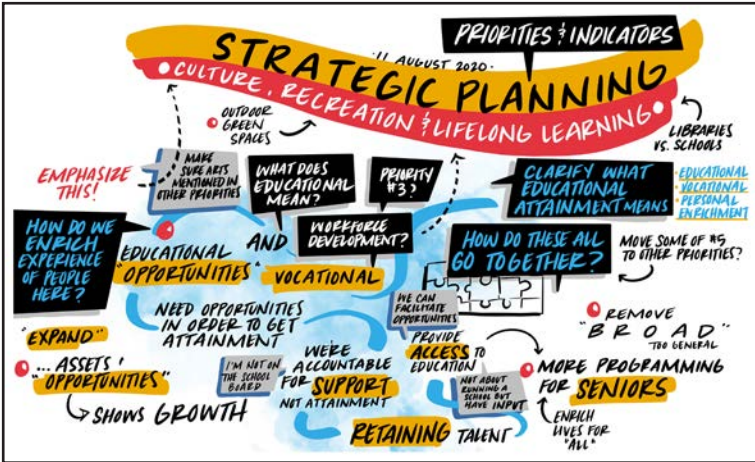 PRIORITIES & INDICATORS
·11 AUGUST 2020·
STRATEGIC PLANNING
CULTURE, RECREATION & LIFELONG LEARNING
OUTDOOR
GREEN
SPACES
LIBRARIES
VS. SCHOOLS
EMPHASIZE
THIS!
MAKE
SURE ARTS
MENTIONED IN
OTHER PRIORITIES
WHAT DOES
EDUCATIONAL
MEAN?
PRIORITY
#3?
WORKFORCE
DEVELOPMENT?
CLARIFY WHAT
EDUCATIONAL
ATTAINMENT MEANS
· EDUCATIONAL
· VOCATIONAL
· PERSONAL
ENRICHMENT
HOW DO WE
ENRICH
EXPERIENCE
OF PEOPLE
HERE?
EDUCATIONAL
"OPPORTUNITIES"
AND
VOCATIONAL
HOW DO THESE ALL
GO TOGETHER?
MOVE SOME OF #5
TO OTHER PRIORITIES?
NEED OPPORTUNITIES
IN ORDER TO GET
ATTAINMENT
WE CAN
FACILITATE
OPPORTUNITIES
PROVIDE
ACCESS TO
EDUCATION
REMOVE
"BROAD"
TOO GENERAL
"EXPAND"
... ASSETS &
"OPPORTUNITIES"
SHOWS GROWTH
I'M NOT ON
THE SCHOOL
BOARD
WE'RE
ACCOUNTABLE
FOR SUPPORT
NOT ATTAINMENT
NOT ABOUT
RUNNING A
SCHOOL BUT
HAVE INPUT
MORE PROGRAMMING
FOR SENIORS
ENRICH
LIVES FOR
"ALL"
RETAINING TALENT